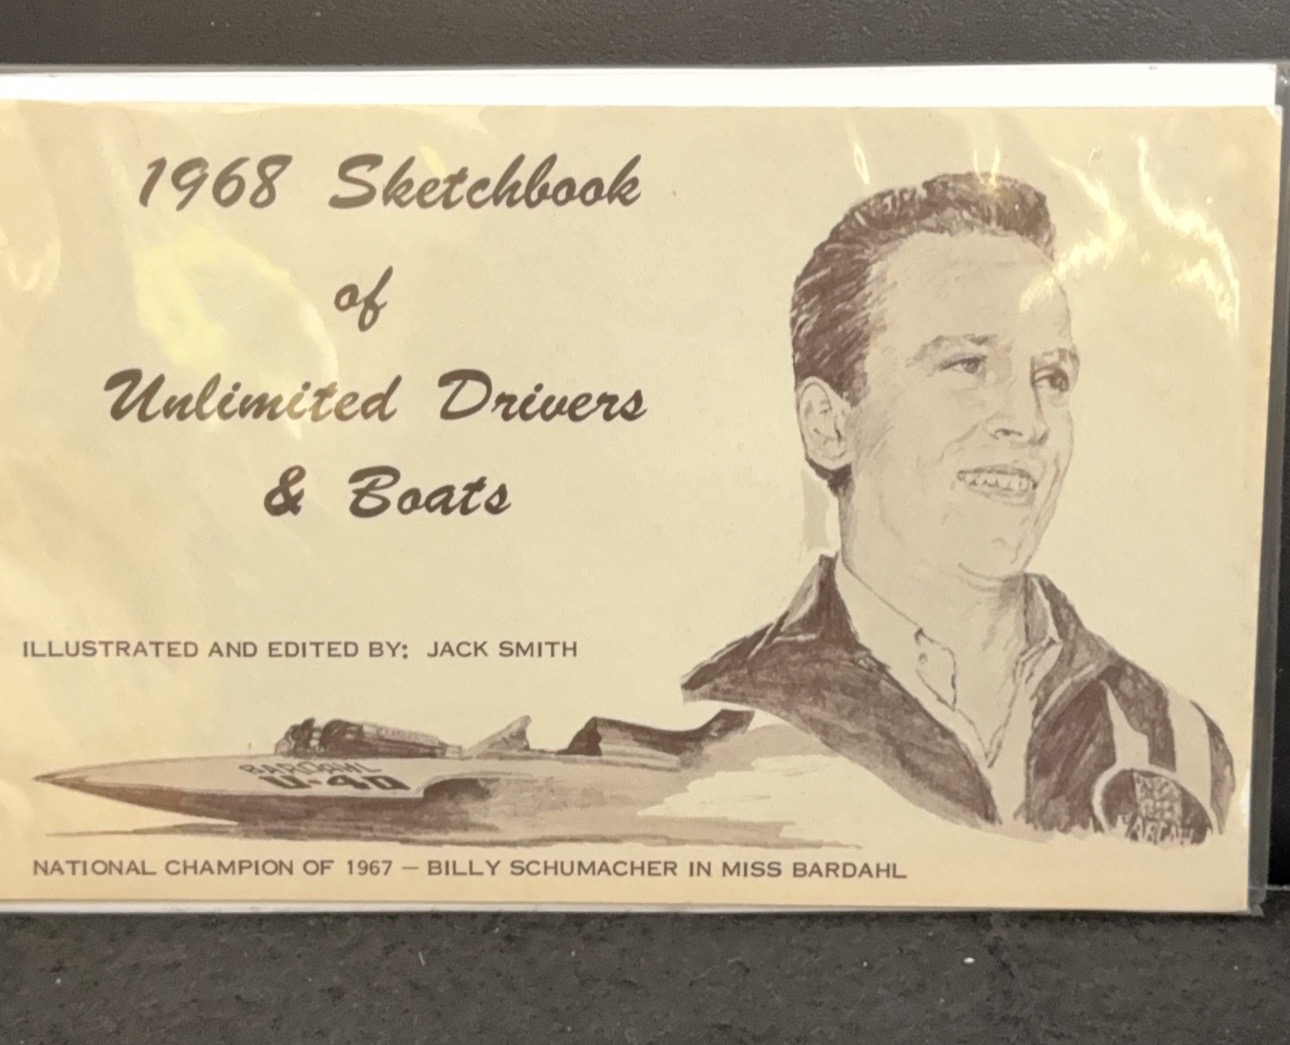 1968 Sketchbook
of
Unlimited Drivers
& Boats
ILLUSTRATED AND EDITED BY: JACK SMITH
BARDAHL
U-40
NATIONAL CHAMPION OF 1967 — BILLY SCHUMACHER IN MISS BARDAHL